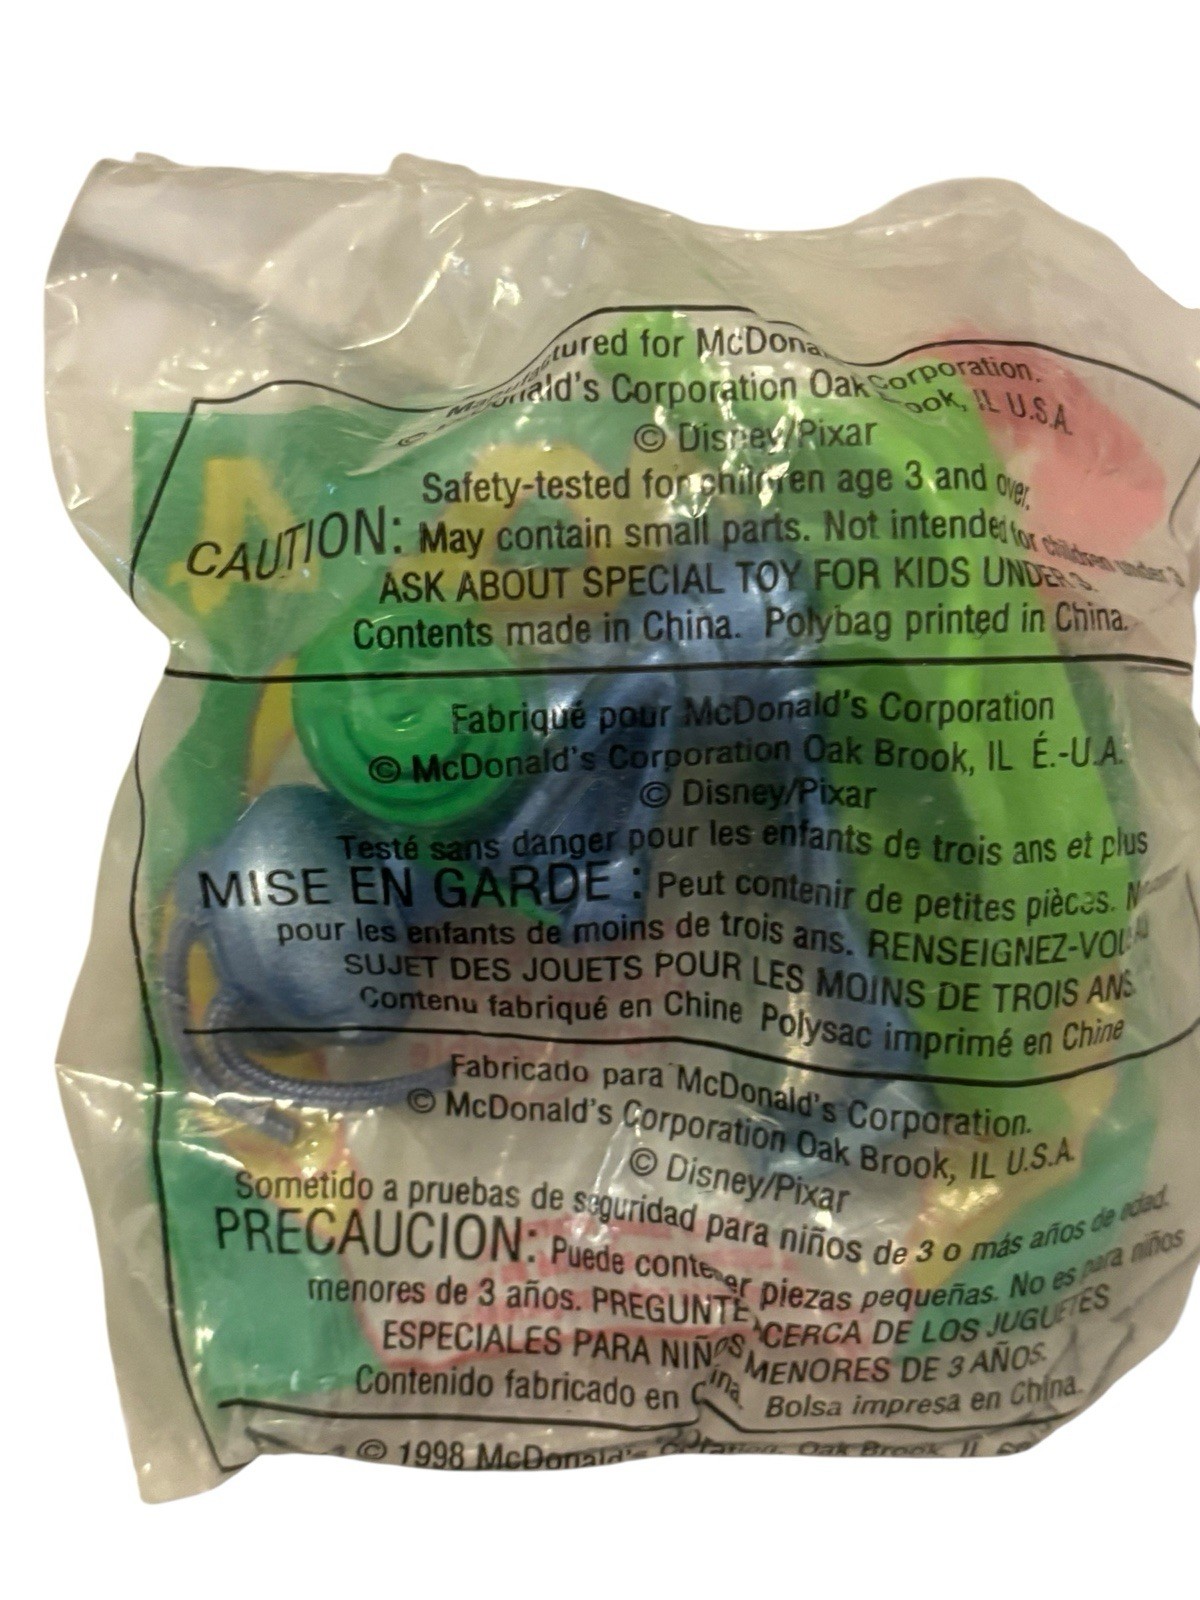 tured for McDona Corporation.
Donald's Corporation Oak Brook, IL U.S.A.
© Disney/Pixar
Safety-tested for children age 3 and over.
CAUTION: May contain small parts. Not intended for children under 3
ASK ABOUT SPECIAL TOY FOR KIDS UNDER 3.
Contents made in China. Polybag printed in China.
Fabriqué pour McDonald's Corporation
© McDonald's Corporation Oak Brook, IL É.-U.A.
© Disney/Pixar
Testé sans danger pour les enfants de trois ans et plus
MISE EN GARDE : Peut contenir de petites pièces. N
pour les enfants de moins de trois ans. RENSEIGNEZ-VOU AU
SUJET DES JOUETS POUR LES MOINS DE TROIS ANS.
Contenu fabriqué en Chine Polysac imprimé en Chine
Fabricado para McDonald's Corporation.
© McDonald's Corporation Oak Brook, IL U.S.A.
© Disney/Pixar
Sometido a pruebas de seguridad para niños de 3 o más años de edad.
PRECAUCION: Puede contener piezas pequeñas. No es para niños
menores de 3 años. PREGUNTE ACERCA DE LOS JUGUETES
ESPECIALES PARA NIÑOS MENORES DE 3 AÑOS.
Contenido fabricado en China. Bolsa impresa en China.
© 1998 McDonald's Corporation, Oak Brook, IL